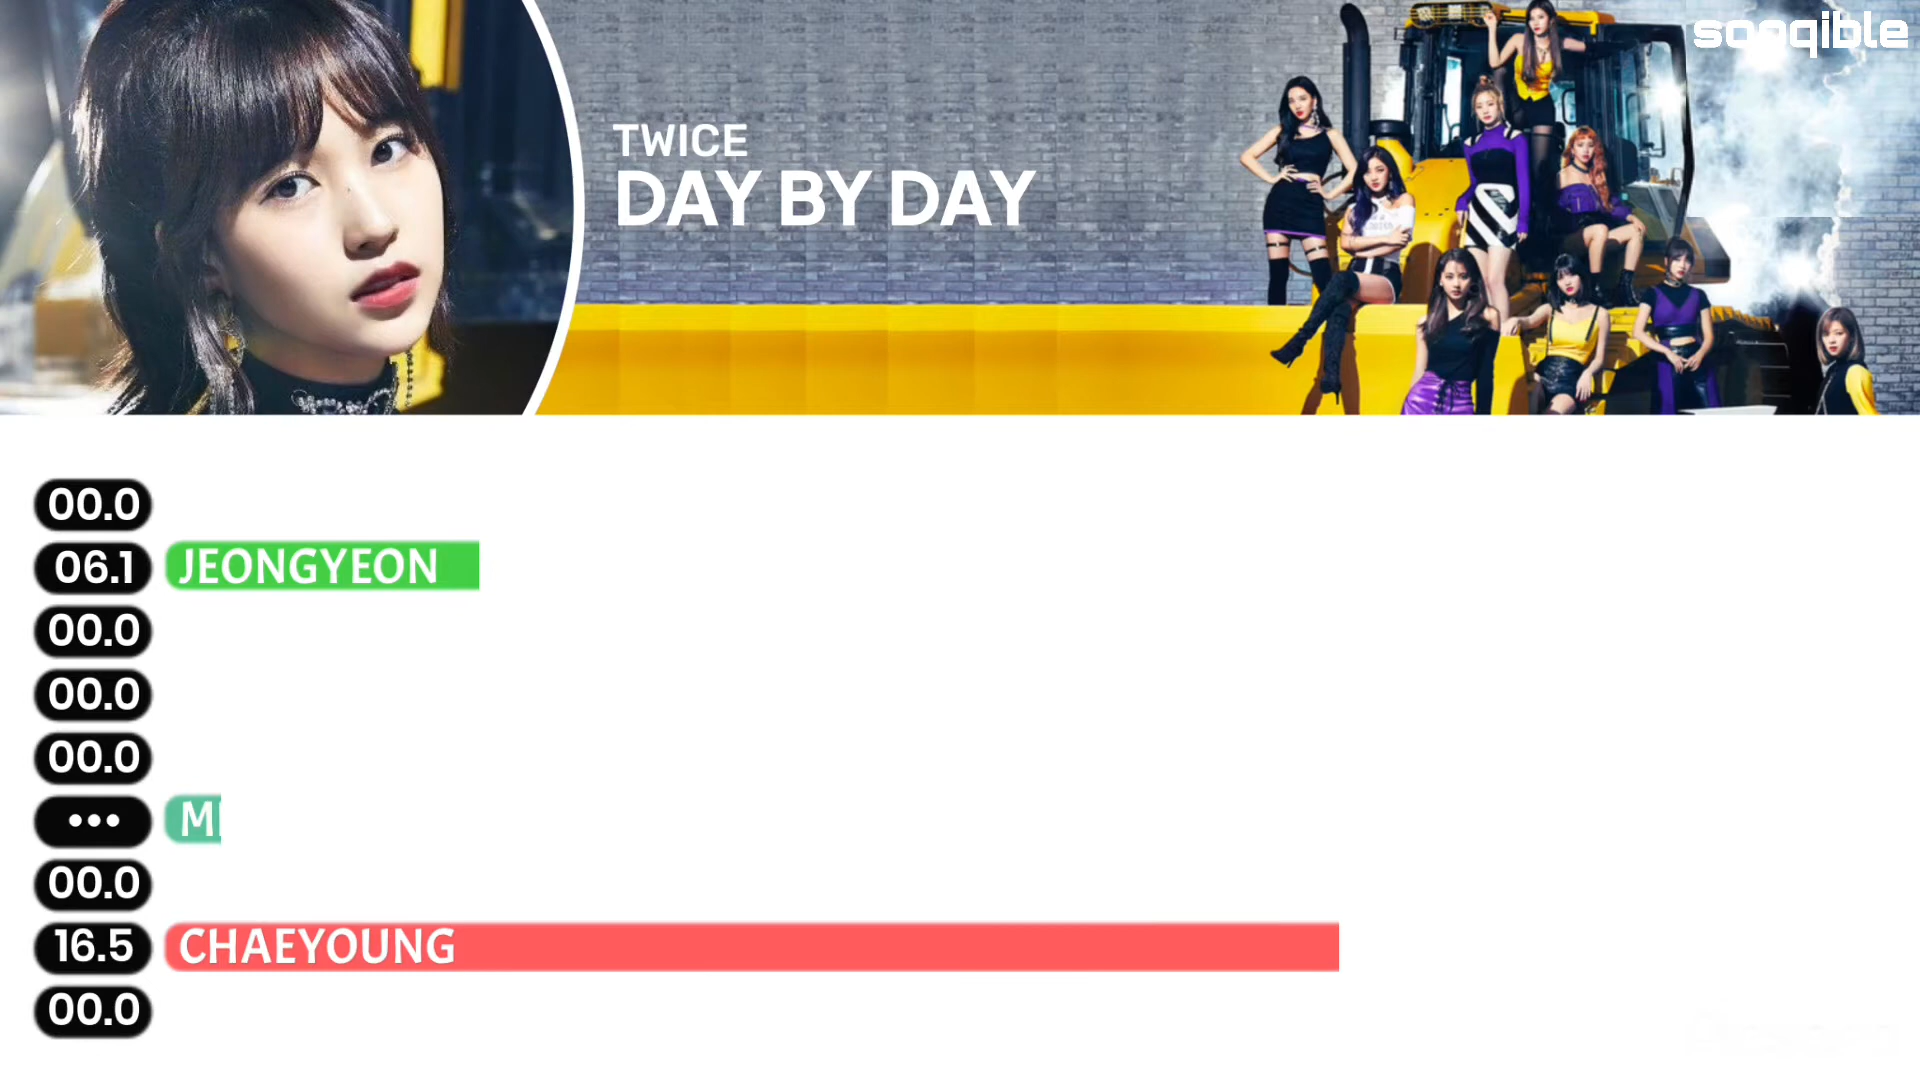 songible
TWICE
DAY BY DAY
00.0
06.1 JEONGYEON
00.0
00.0
00.0
••• M
00.0
16.5 CHAEYOUNG
00.0